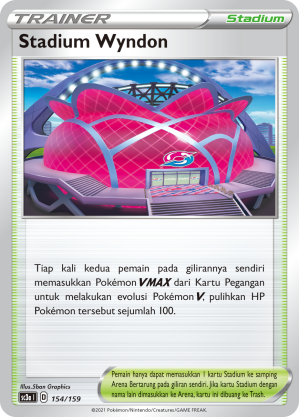 TRAINER Stadium
Stadium Wyndon
Tiap kali kedua pemain pada gilirannya sendiri
memasukkan Pokémon VMAX dari Kartu Pegangan
untuk melakukan evolusi Pokémon V, pulihkan HP
Pokémon tersebut sejumlah 100.
Illus. 5ban Graphics
sc3a I D 154/159
Pemain hanya dapat memasukkan 1 kartu Stadium ke samping
Arena Bertarung pada giliran sendiri. Jika kartu Stadium dengan
nama lain dimasukkan ke Arena, kartu ini dibuang ke Trash.
©2021 Pokémon/Nintendo/Creatures/GAME FREAK.